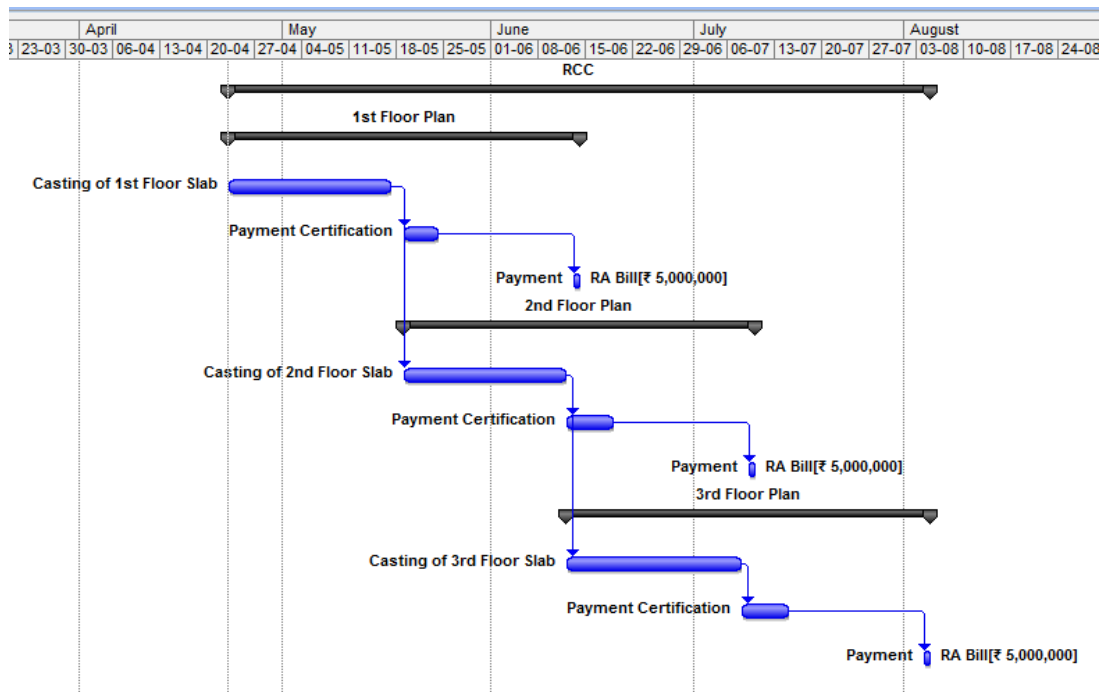 April May June July August
3 23-03 30-03 06-04 13-04 20-04 27-04 04-05 11-05 18-05 25-05 01-06 08-06 15-06 22-06 29-06 06-07 13-07 20-07 27-07 03-08 10-08 17-08 24-08
RCC
1st Floor Plan
Casting of 1st Floor Slab
Payment Certification
Payment RA Bill[₹ 5,000,000]
2nd Floor Plan
Casting of 2nd Floor Slab
Payment Certification
Payment RA Bill[₹ 5,000,000]
3rd Floor Plan
Casting of 3rd Floor Slab
Payment Certification
Payment RA Bill[₹ 5,000,000]